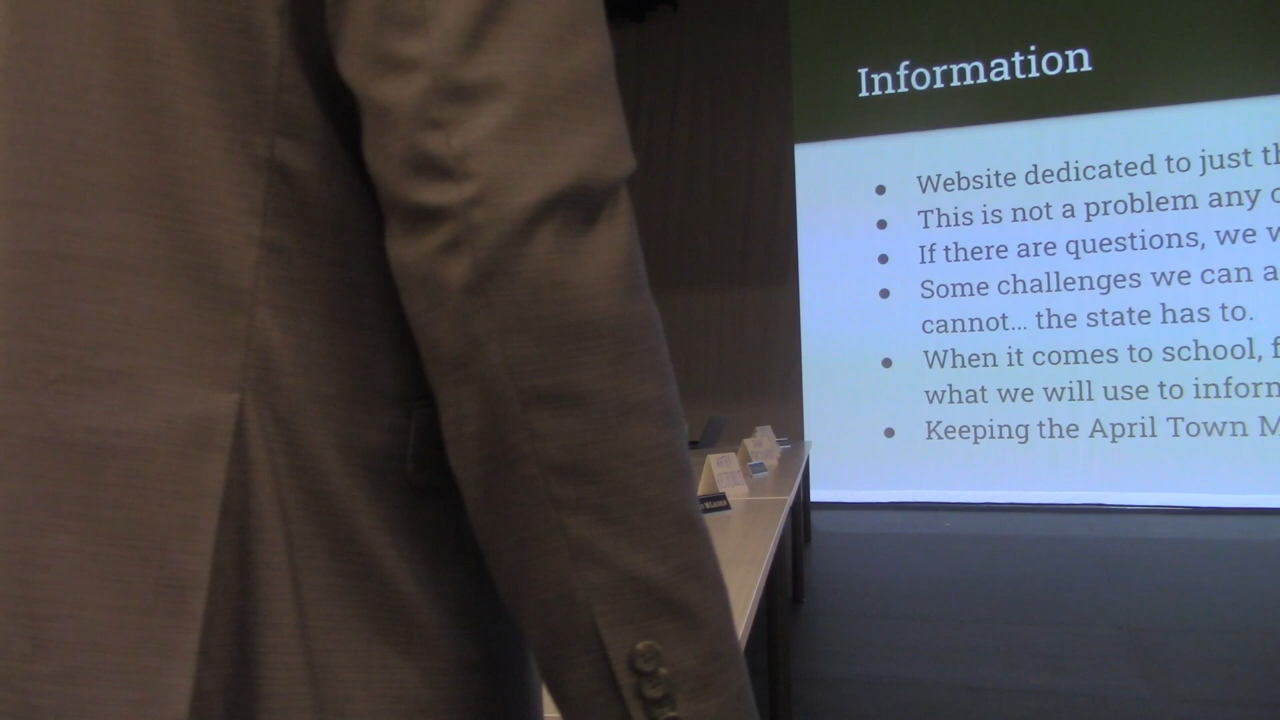 Information
• Website dedicated to just
• This is not a problem any
• If there are questions, we
• Some challenges we can
cannot... the state has to.
• When it comes to school,
what we will use to
• Keeping the April Town